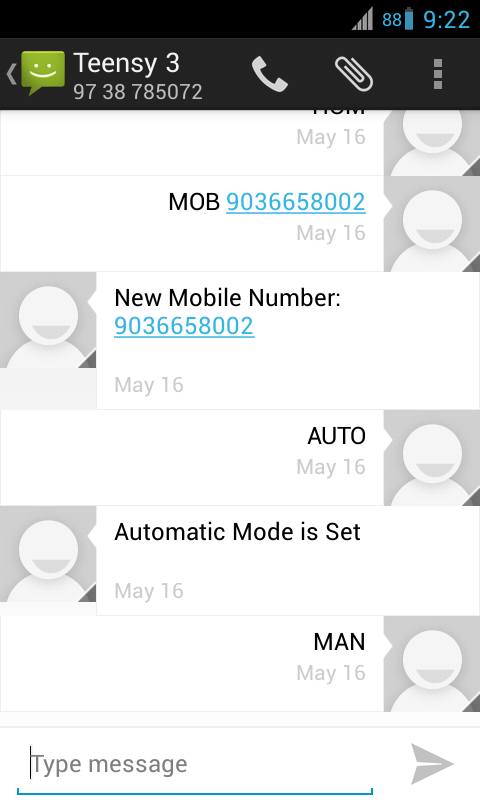 88 9:22
Teensy 3
97 38 785072
May 16
MOB 9036658002
May 16
New Mobile Number:
9036658002
May 16
AUTO
May 16
Automatic Mode is Set
May 16
MAN
May 16
Type message